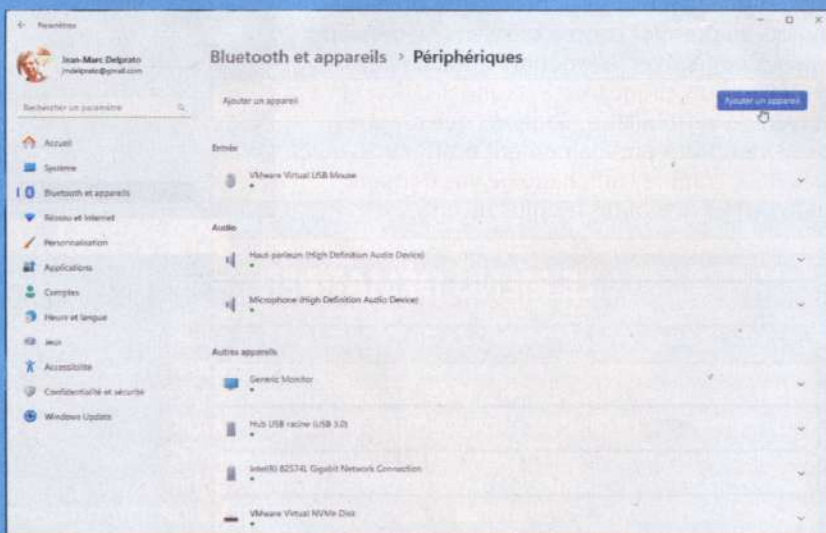 Paramètres
Jean-Marc Delprato
jmdelprato@gmail.com
Rechercher un paramètre
Accueil
Système
Bluetooth et appareils
Réseau et Internet
Personnalisation
Applications
Comptes
Heure et langue
Jeux
Accessibilité
Confidentialité et sécurité
Windows Update
Bluetooth et appareils > Périphériques
Ajouter un appareil
Ajouter un appareil
Entrée
VMware Virtual USB Mouse
Audio
Haut-parleurs (High Definition Audio Device)
Microphone (High Definition Audio Device)
Autres appareils
Generic Monitor
Hub USB racine (USB 3.0)
Intel(R) 82574L Gigabit Network Connection
VMware Virtual NVMe Disk